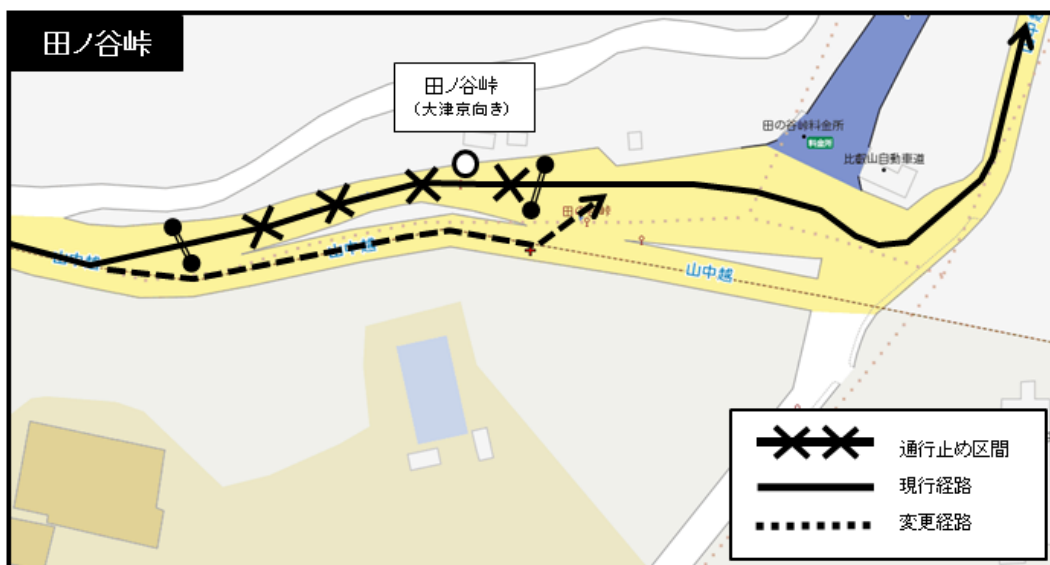 田ノ谷峠
田ノ谷峠
（大津京向き）
田の谷峠料金所
料金所
比叡山自動車道
山中越
山中越
山中越
通行止め区間
現行経路
変更経路